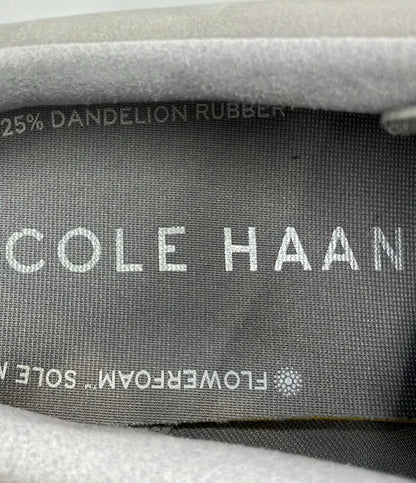 25% DANDELION RUBBER
COLE HAAN
FLOWERFOAM™ SOLE